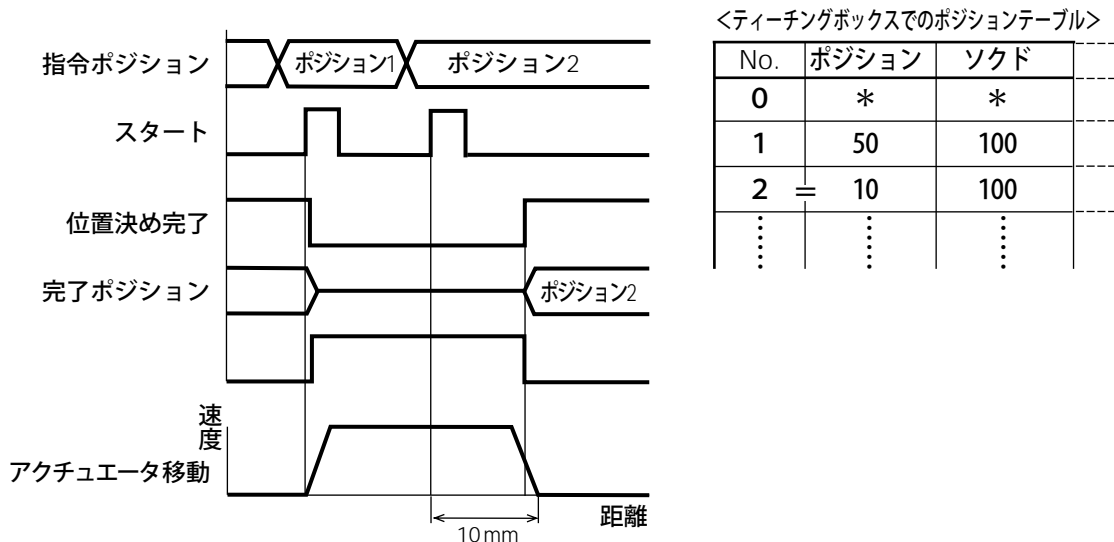 <ティーチングボックスでのポジションテーブル>
指令ポジション
ポジション1
ポジション2
スタート
位置決め完了
完了ポジション
ポジション2
速度
アクチュエータ移動
距離
10mm
No. ポジション ソクド
0 * *
1 50 100
2 = 10 100